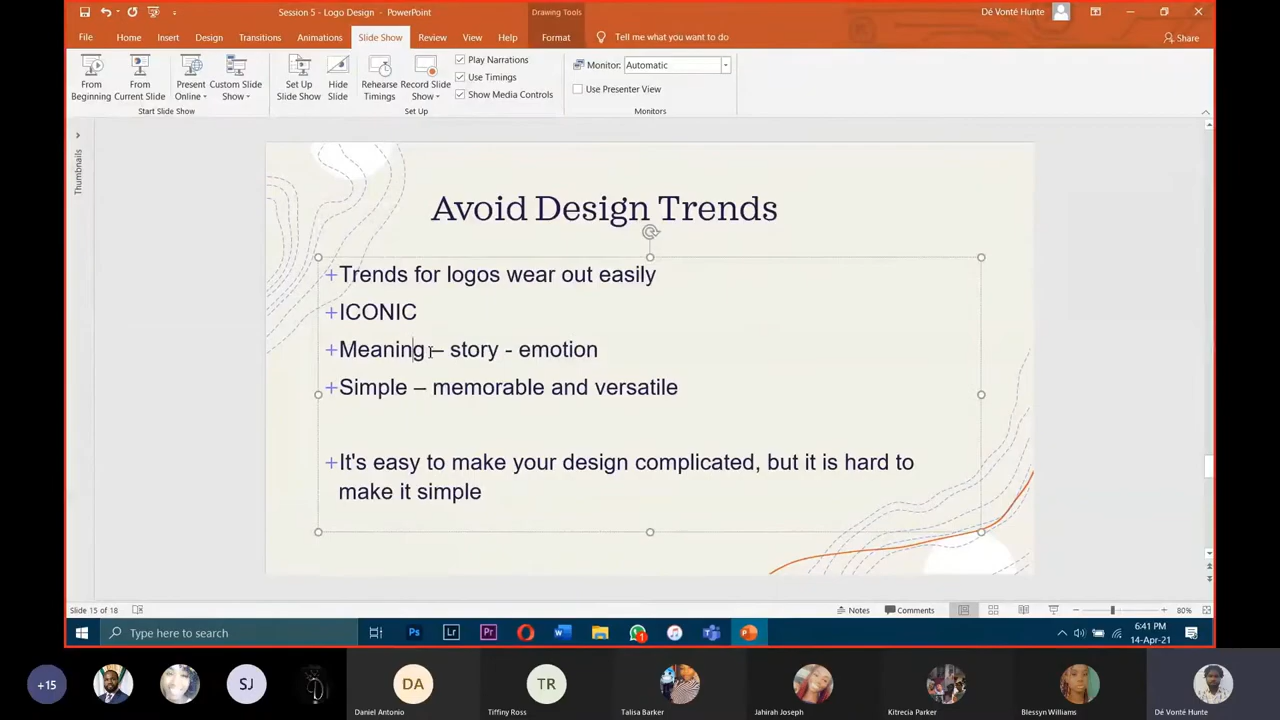 Session 5 - Logo Design - PowerPoint
Drawing Tools
Dé Vonté Hunte
File Home Insert Design Transitions Animations Slide Show Review View Help Format Tell me what you want to do Share
From Beginning
From Current Slide
Present Online
Custom Slide Show
Set Up Slide Show
Hide Slide
Rehearse Timings
Record Slide Show
Play Narrations
Use Timings
Show Media Controls
Monitor: Automatic
Use Presenter View
Start Slide Show
Set Up
Monitors
Thumbnails
Avoid Design Trends
+Trends for logos wear out easily
+ICONIC
+Meaning – story - emotion
+Simple – memorable and versatile
+It's easy to make your design complicated, but it is hard to
make it simple
Slide 15 of 18
Notes
Comments
80%
Type here to search
Ps
Lr
Pr
1
6:41 PM
14-Apr-21
+15
SJ
DA
TR
Daniel Antonio
Tiffiny Ross
Talisa Barker
Jahirah Joseph
Kitrecia Parker
Blessyn Williams
Dé Vonté Hunte